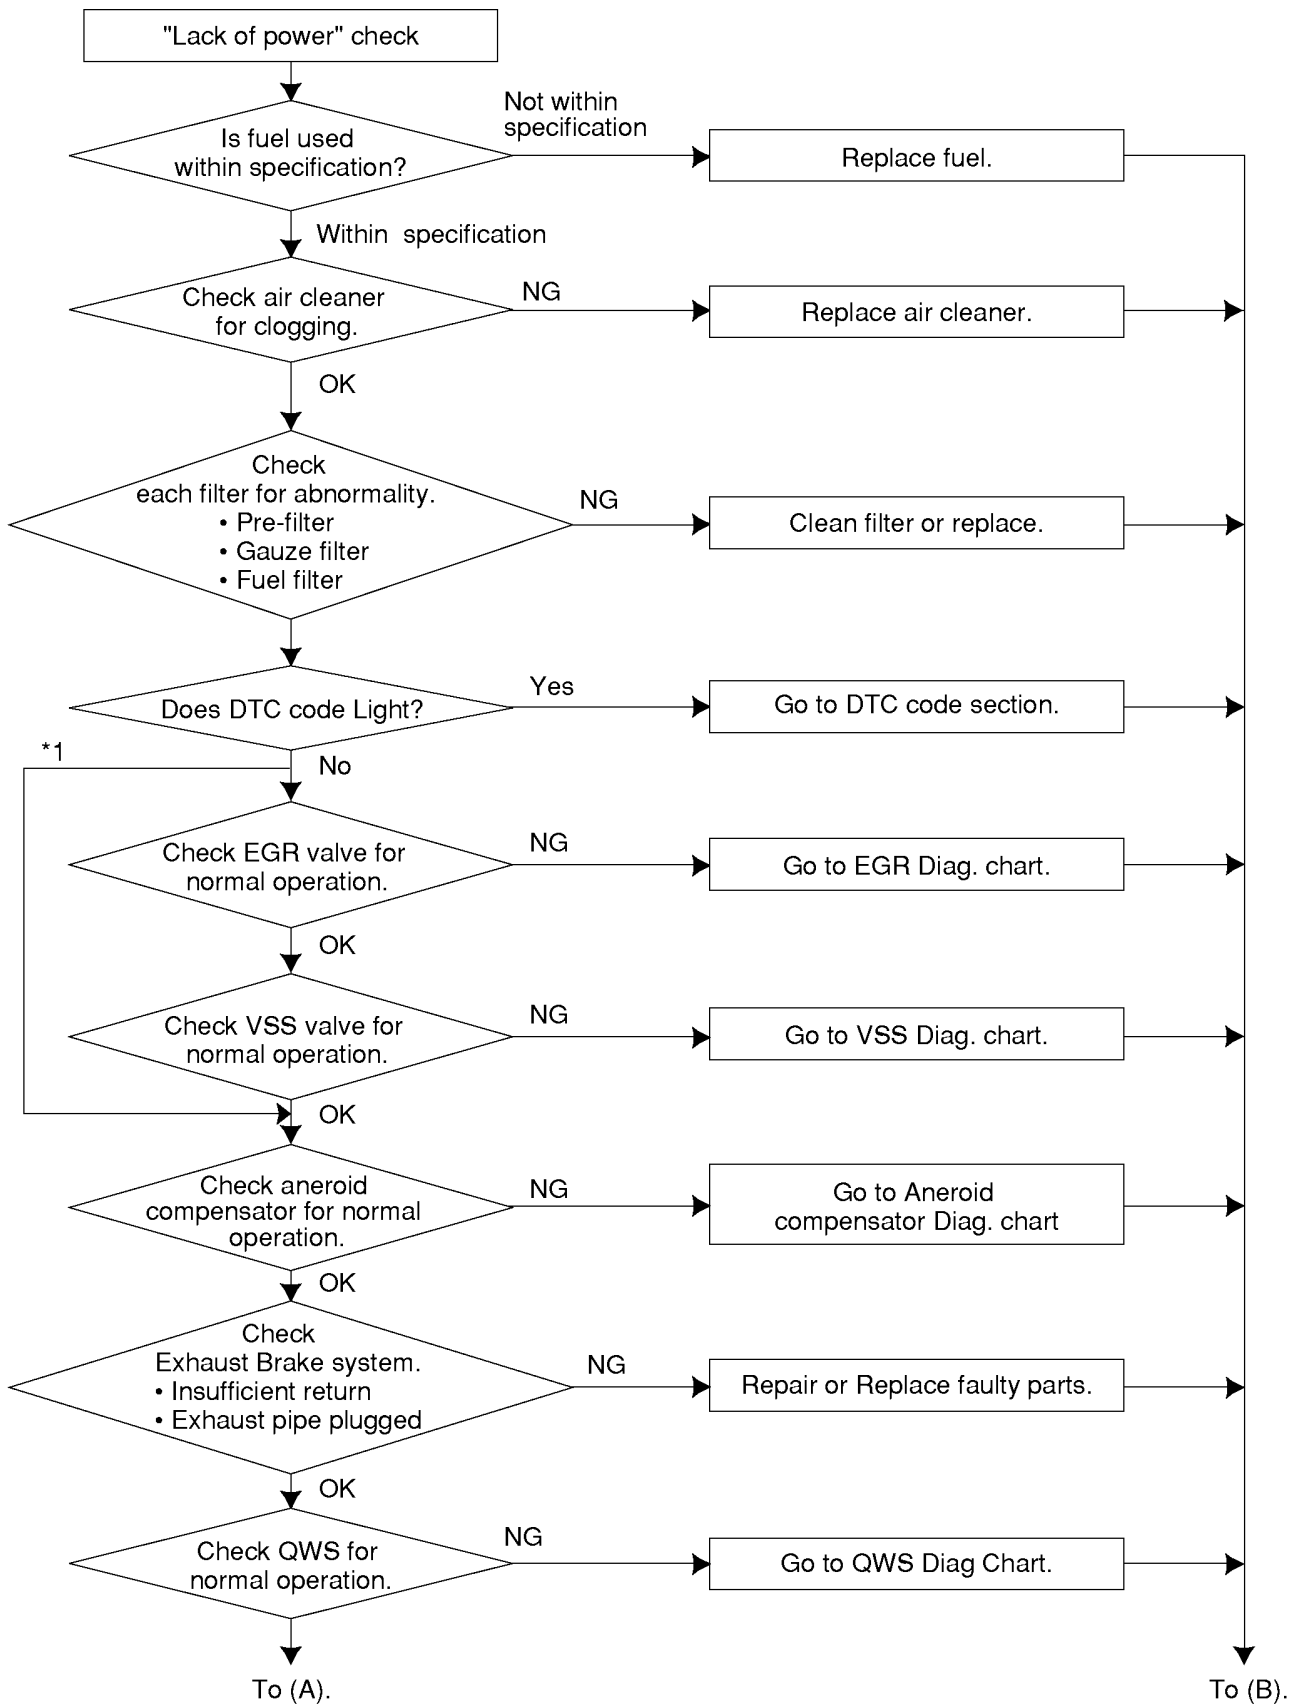 "Lack of power" check
Is fuel used
within specification?
Not within
specification
Replace fuel.
Within specification
Check air cleaner
for clogging.
NG
Replace air cleaner.
OK
Check
each filter for abnormality.
• Pre-filter
• Gauze filter
• Fuel filter
NG
Clean filter or replace.
Does DTC code Light?
Yes
Go to DTC code section.
*1
No
Check EGR valve for
normal operation.
NG
Go to EGR Diag. chart.
OK
Check VSS valve for
normal operation.
NG
Go to VSS Diag. chart.
OK
Check aneroid
compensator for normal
operation.
NG
Go to Aneroid
compensator Diag. chart
OK
Check
Exhaust Brake system.
• Insufficient return
• Exhaust pipe plugged
NG
Repair or Replace faulty parts.
OK
Check QWS for
normal operation.
NG
Go to QWS Diag Chart.
To (A).
To (B).